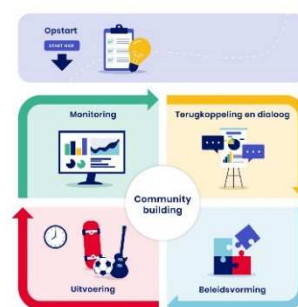 Opstart
START HIER
Monitoring
Terugkoppeling en dialoog
Community
building
Uitvoering
Beleidsvorming